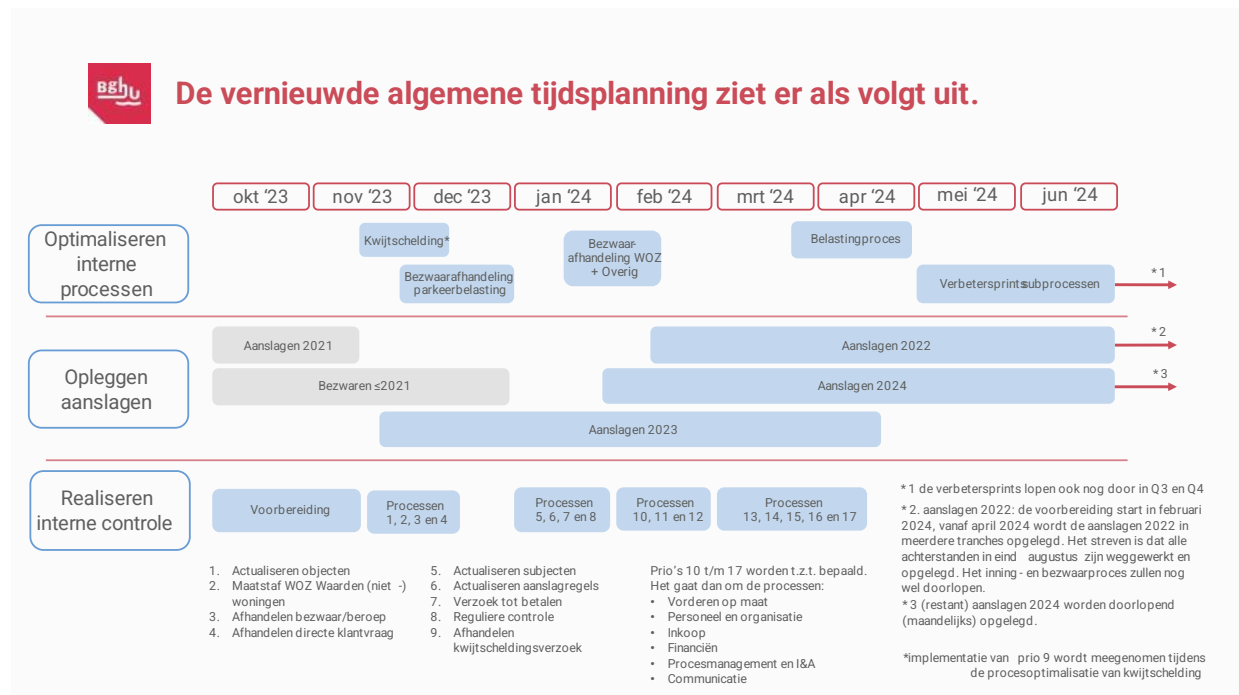 BghU
De vernieuwde algemene tijdsplanning ziet er als volgt uit.
okt ‘23
nov ‘23
dec ‘23
jan ‘24
feb ‘24
mrt ‘24
apr ‘24
mei ‘24
jun ‘24
Optimaliseren
interne
processen
Kwijtschelding*
Bezwaarafhandeling
parkeerbelasting
Bezwaar-
afhandeling WOZ
+ Overig
Belastingproces
Verbetersprints subprocessen
* 1
Opleggen
aanslagen
Aanslagen 2021
Aanslagen 2022
* 2
Bezwaren ≤2021
Aanslagen 2024
* 3
Aanslagen 2023
Realiseren
interne controle
Voorbereiding
Processen
1, 2, 3 en 4
Processen
5, 6, 7 en 8
Processen
10, 11 en 12
Processen
13, 14, 15, 16 en 17
1. Actualiseren objecten
2. Maatstaf WOZ Waarden (niet -)
woningen
3. Afhandelen bezwaar/beroep
4. Afhandelen directe klantvraag
5. Actualiseren subjecten
6. Actualiseren aanslagregels
7. Verzoek tot betalen
8. Reguliere controle
9. Afhandelen
kwijtscheldingsverzoek
Prio’s 10 t/m 17 worden t.z.t. bepaald.
Het gaat dan om de processen:
• Vorderen op maat
• Personeel en organisatie
• Inkoop
• Financiën
• Procesmanagement en I&A
• Communicatie
* 1 de verbetersprints lopen ook nog door in Q3 en Q4
* 2. aanslagen 2022: de voorbereiding start in februari
2024, vanaf april 2024 wordt de aanslagen 2022 in
meerdere tranches opgelegd. Het streven is dat alle
achterstanden in eind augustus zijn weggewerkt en
opgelegd. Het inning - en bezwaarproces zullen nog
wel doorlopen.
* 3 (restant) aanslagen 2024 worden doorlopend
(maandelijks) opgelegd.
*implementatie van prio 9 wordt meegenomen tijdens
de procesoptimalisatie van kwijtschelding